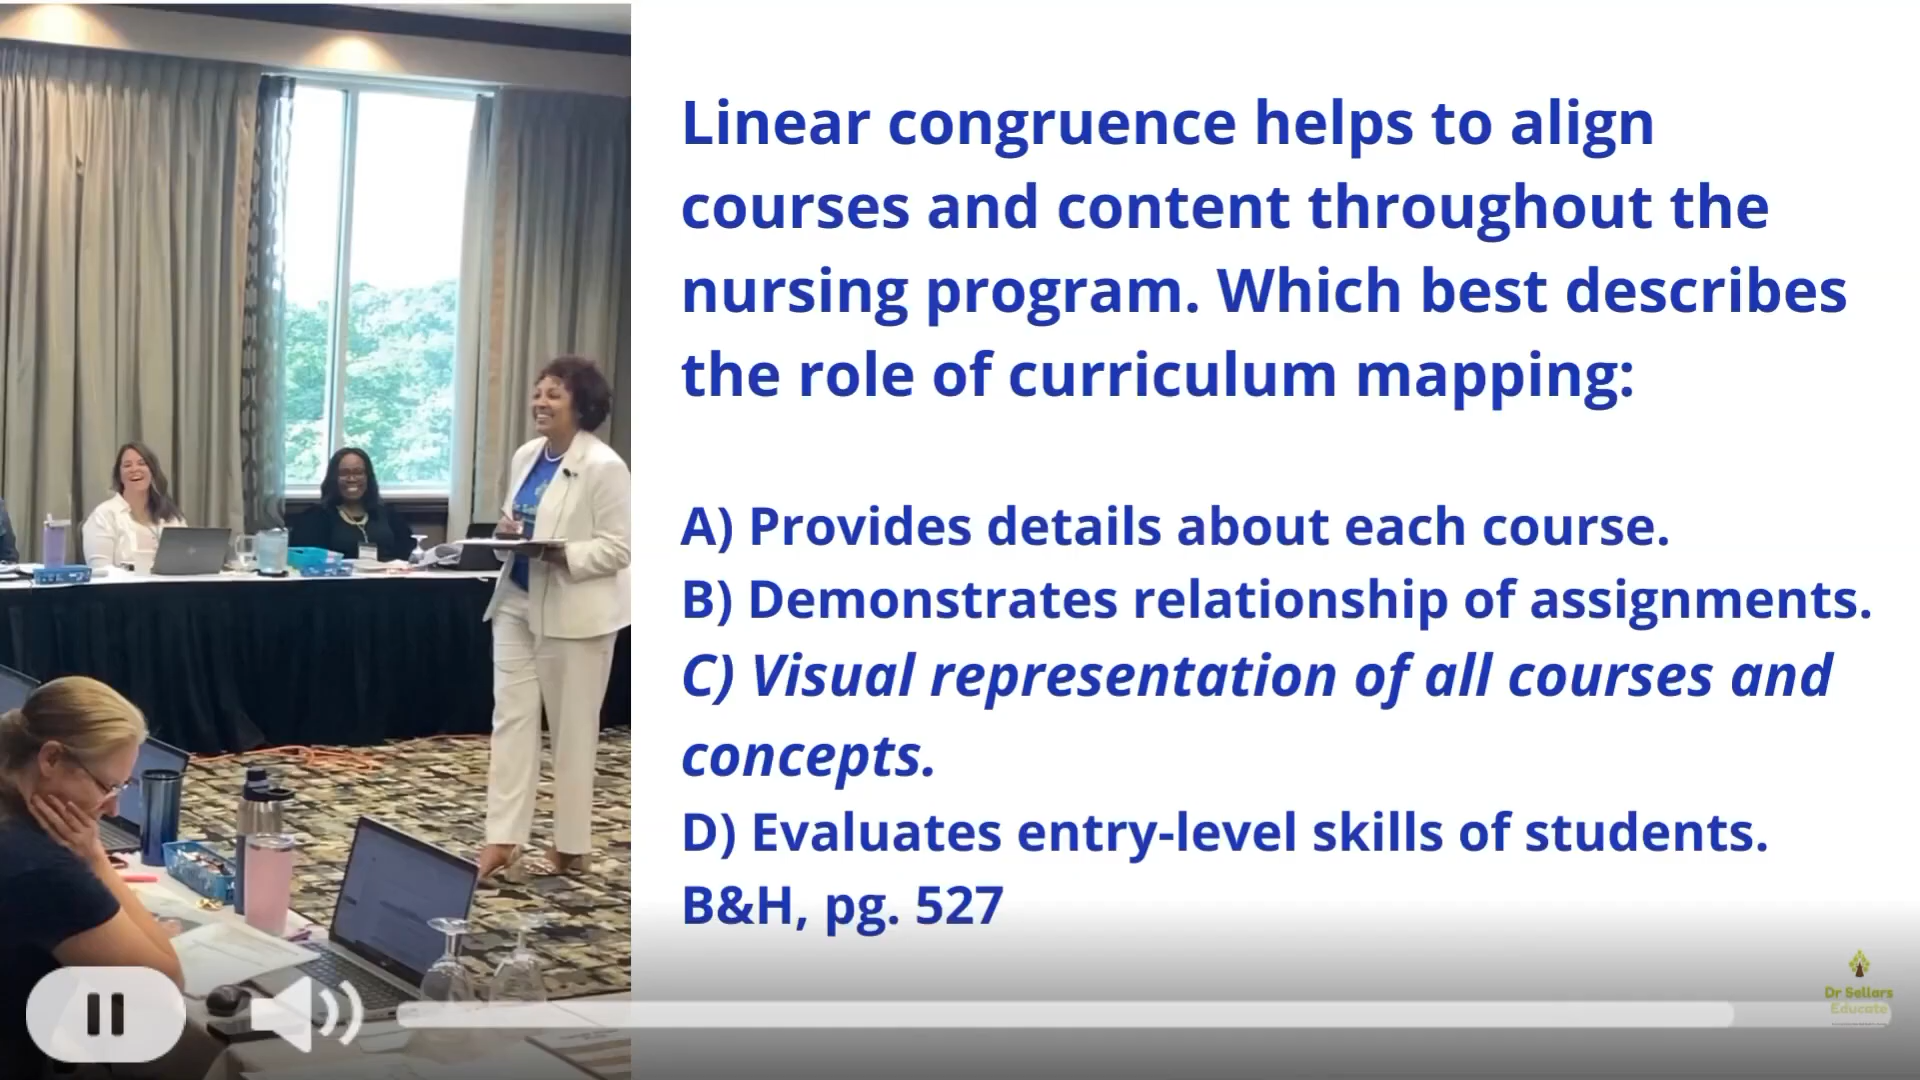 Linear congruence helps to align
courses and content throughout the
nursing program. Which best describes
the role of curriculum mapping:
A) Provides details about each course.
B) Demonstrates relationship of assignments.
C) Visual representation of all courses and
concepts.
D) Evaluates entry-level skills of students.
B&H, pg. 527
Dr Sellars
Educate